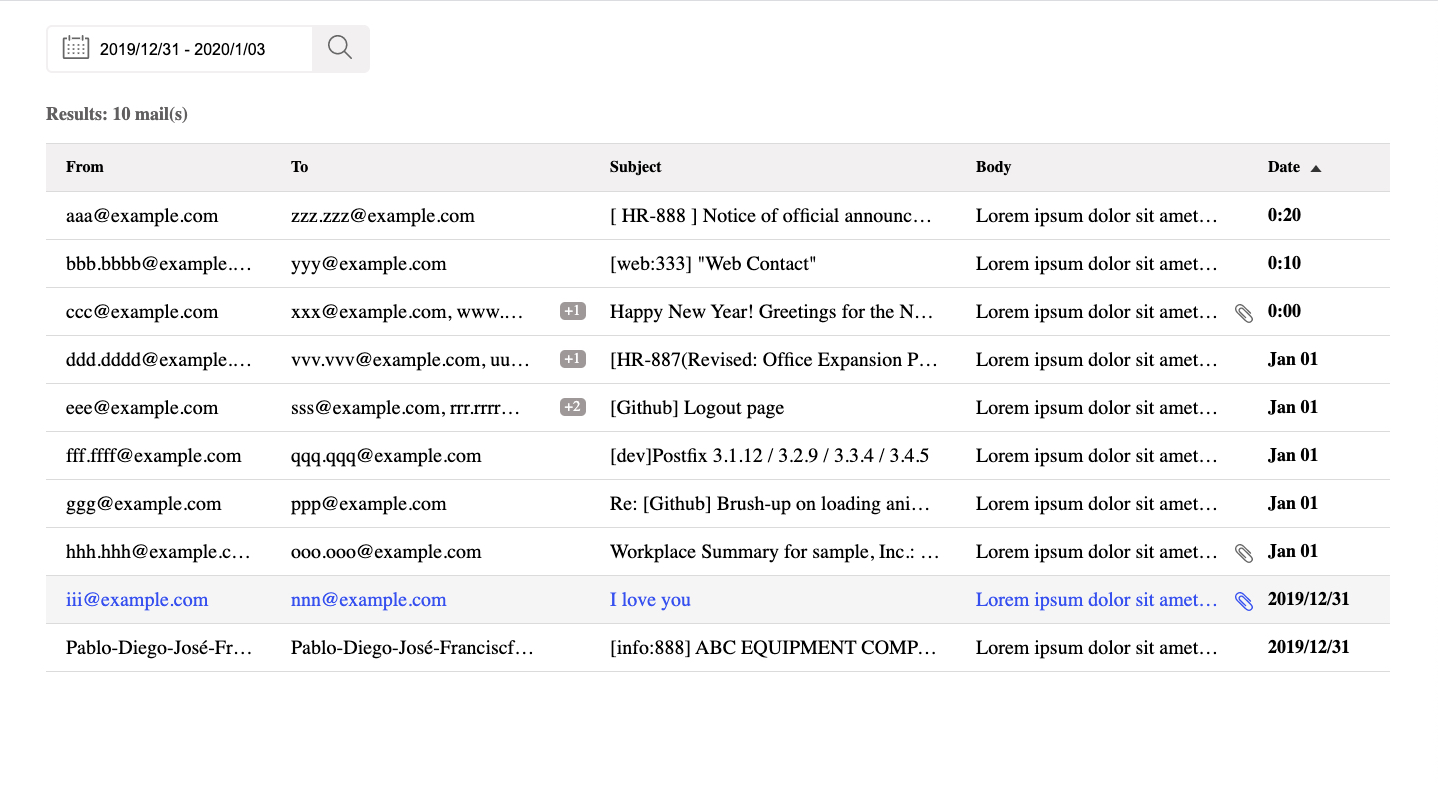 2019/12/31 - 2020/1/03
Results: 10 mail(s)
From To Subject Body Date
aaa@example.com zzz.zzz@example.com [ HR-888 ] Notice of official announc… Lorem ipsum dolor sit amet… 0:20
bbb.bbbb@example.… yyy@example.com [web:333] "Web Contact" Lorem ipsum dolor sit amet… 0:10
ccc@example.com xxx@example.com, www.… +1 Happy New Year! Greetings for the N… Lorem ipsum dolor sit amet… 0:00
ddd.dddd@example.… vvv.vvv@example.com, uu… +1 [HR-887(Revised: Office Expansion P… Lorem ipsum dolor sit amet… Jan 01
eee@example.com sss@example.com, rrr.rrrr… +2 [Github] Logout page Lorem ipsum dolor sit amet… Jan 01
fff.ffff@example.com qqq.qqq@example.com [dev]Postfix 3.1.12 / 3.2.9 / 3.3.4 / 3.4.5 Lorem ipsum dolor sit amet… Jan 01
ggg@example.com ppp@example.com Re: [Github] Brush-up on loading ani… Lorem ipsum dolor sit amet… Jan 01
hhh.hhh@example.c… ooo.ooo@example.com Workplace Summary for sample, Inc.: … Lorem ipsum dolor sit amet… Jan 01
iii@example.com nnn@example.com I love you Lorem ipsum dolor sit amet… 2019/12/31
Pablo-Diego-José-Fr… Pablo-Diego-José-Franciscf… [info:888] ABC EQUIPMENT COMP… Lorem ipsum dolor sit amet… 2019/12/31